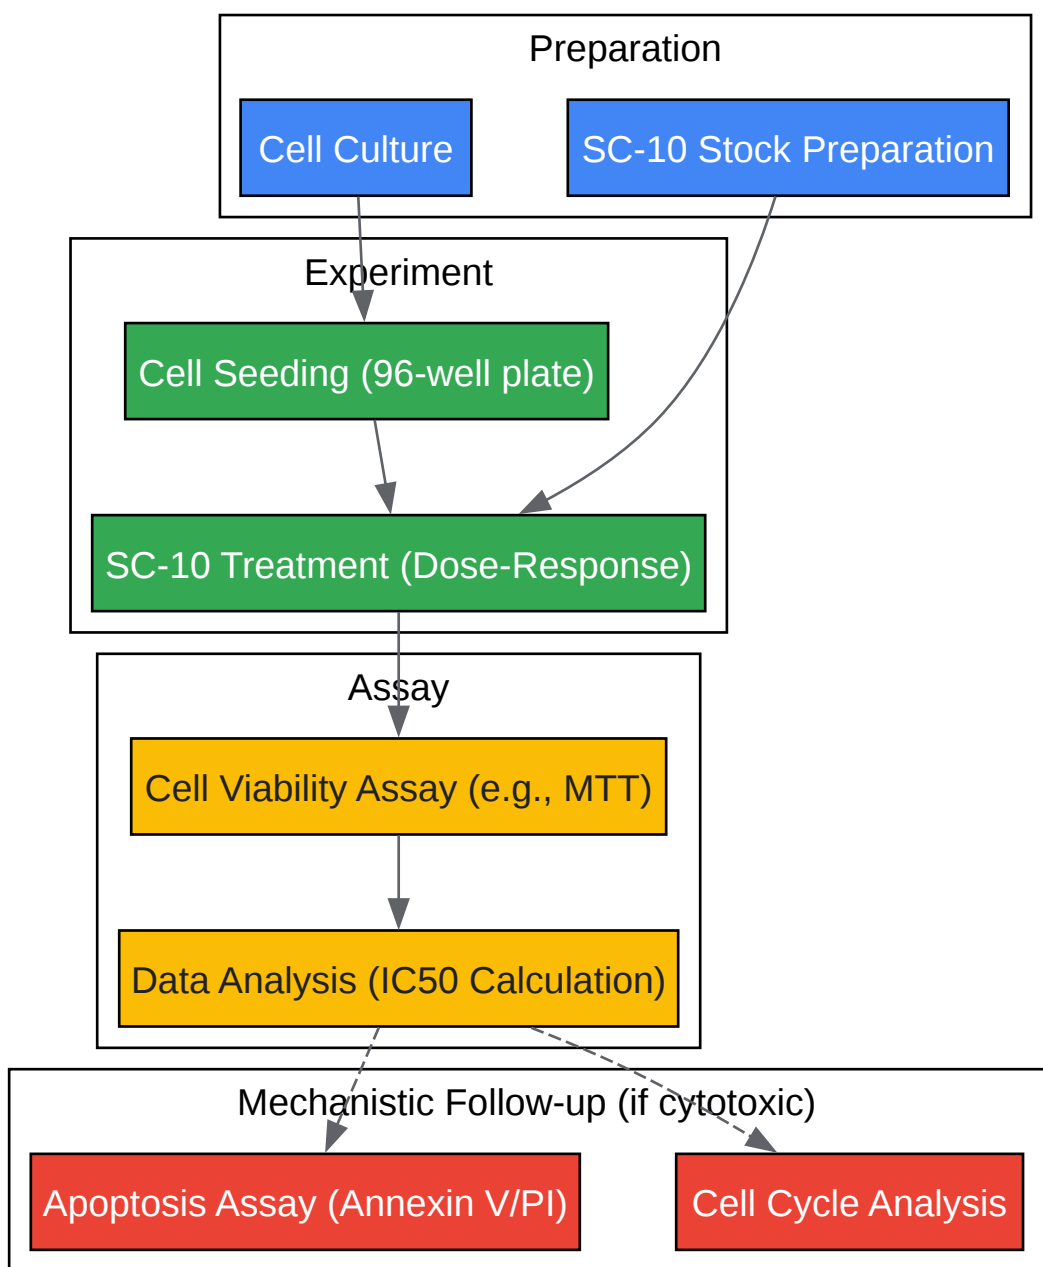 Preparation
Cell Culture
SC-10 Stock Preparation
Experiment
Cell Seeding (96-well plate)
SC-10 Treatment (Dose-Response)
Assay
Cell Viability Assay (e.g., MTT)
Data Analysis (IC50 Calculation)
Mechanistic Follow-up (if cytotoxic)
Apoptosis Assay (Annexin V/PI)
Cell Cycle Analysis